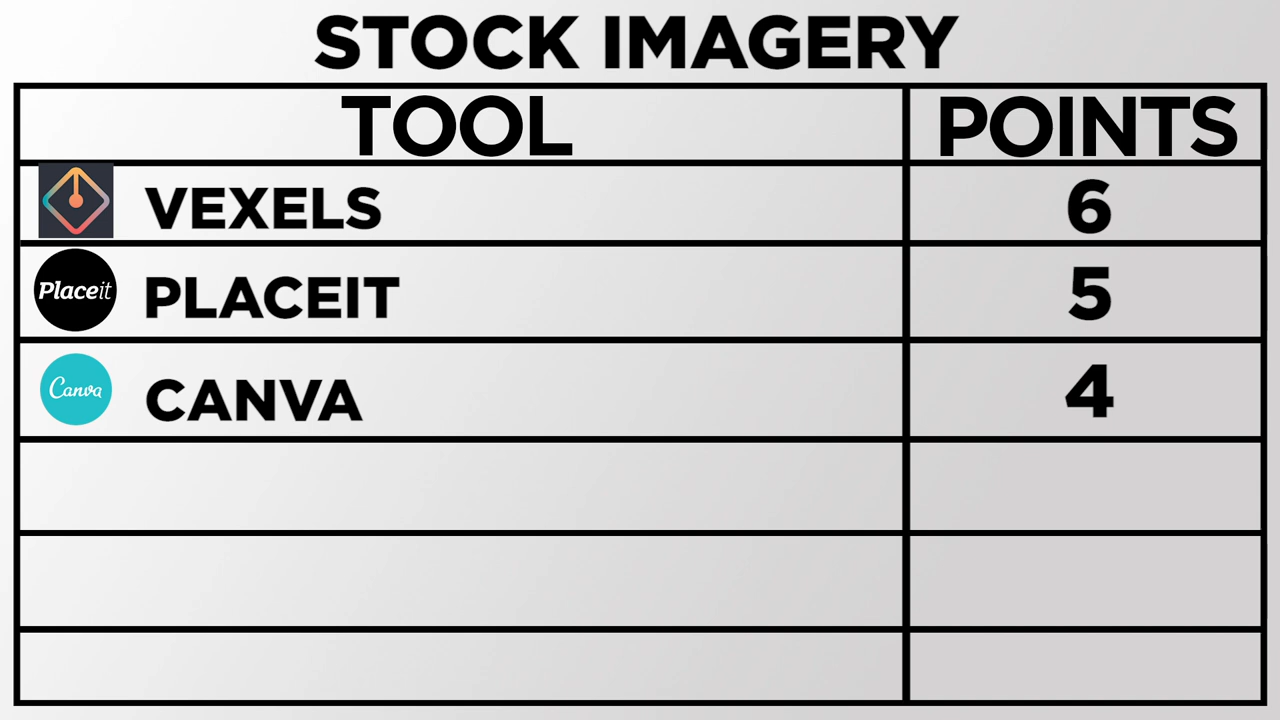 STOCK IMAGERY
TOOL POINTS
VEXELS 6
Placeit PLACEIT 5
Canva CANVA 4